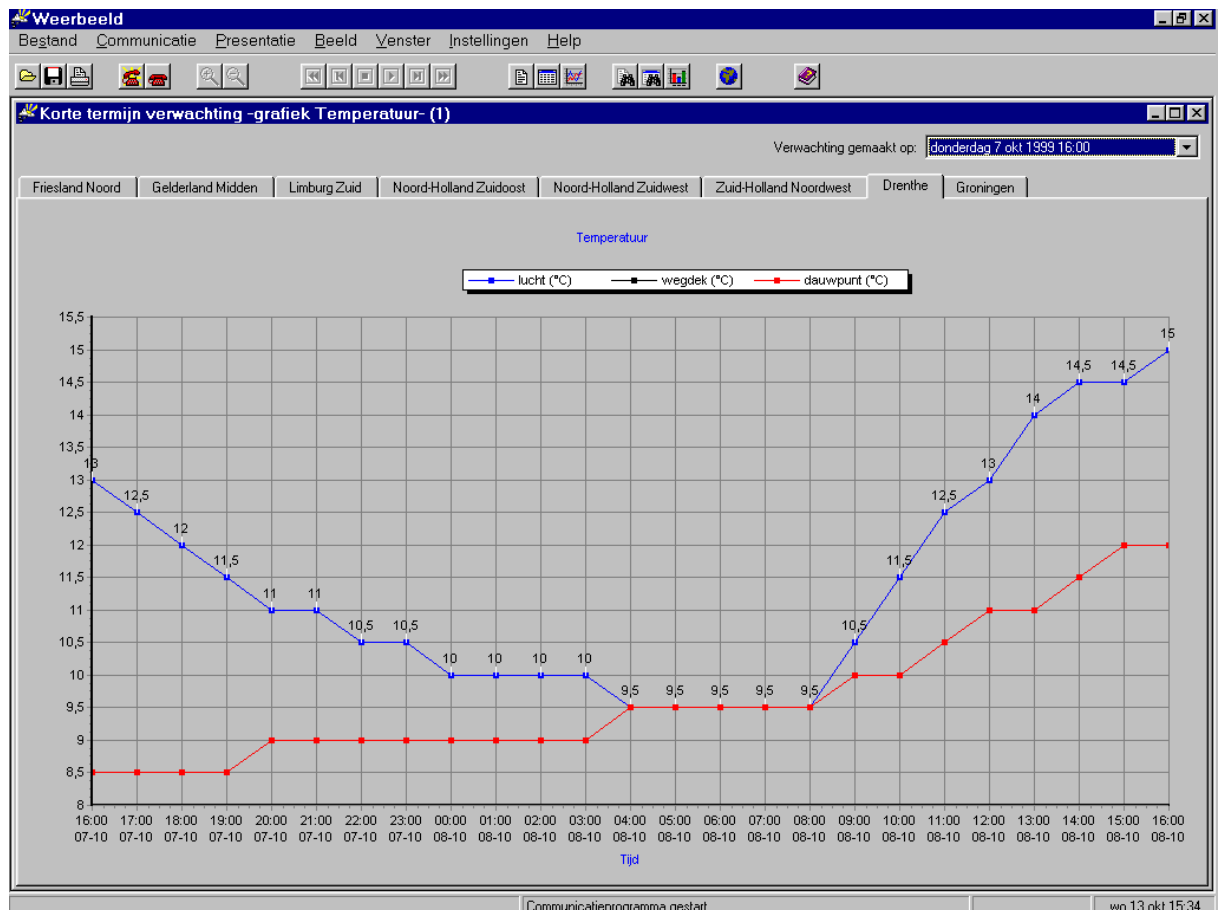 Weerbeeld
Bestand Communicatie Presentatie Beeld Venster Instellingen Help
Korte termijn verwachting -grafiek Temperatuur- (1)
Verwachting gemaakt op: donderdag 7 okt 1999 16:00
Friesland Noord Gelderland Midden Limburg Zuid Noord-Holland Zuidoost Noord-Holland Zuidwest Zuid-Holland Noordwest Drenthe Groningen
Temperatuur
lucht (°C) wegdek (°C) dauwpunt (°C)
15,5
15 15
14,5 14,5 14,5
14 14
13,5
13 13 13
12,5 12,5 12,5
12 12
11,5 11,5 11,5
11 11 11
10,5 10,5 10,5 10,5
10 10 10 10 10
9,5 9,5 9,5 9,5 9,5 9,5
9
8,5
8
16:00 17:00 18:00 19:00 20:00 21:00 22:00 23:00 00:00 01:00 02:00 03:00 04:00 05:00 06:00 07:00 08:00 09:00 10:00 11:00 12:00 13:00 14:00 15:00 16:00
07-10 07-10 07-10 07-10 07-10 07-10 07-10 07-10 08-10 08-10 08-10 08-10 08-10 08-10 08-10 08-10 08-10 08-10 08-10 08-10 08-10 08-10 08-10 08-10 08-10
Tijd
Communicatieprogramma gestart wo 13 okt 15:34